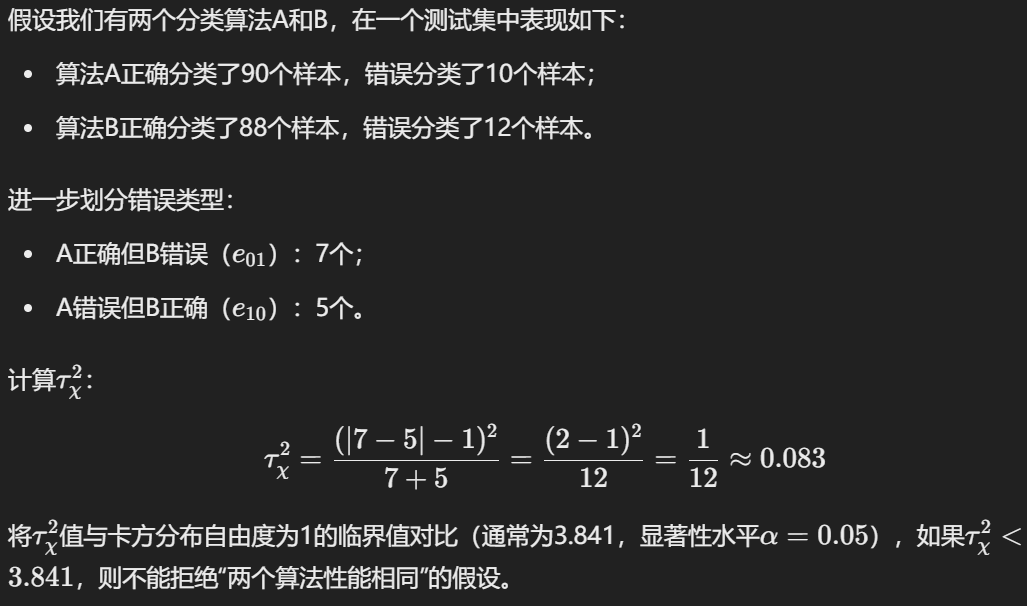 假设我们有两个分类算法A和B，在一个测试集中表现如下：
• 算法A正确分类了90个样本，错误分类了10个样本；
• 算法B正确分类了88个样本，错误分类了12个样本。
进一步划分错误类型：
• A正确但B错误（$e_{01}$）：7个；
• A错误但B正确（$e_{10}$）：5个。
计算$\tau_\chi^2$：
$\tau_\chi^2 = \frac{(|7-5|-1)^2}{7+5} = \frac{(2-1)^2}{12} = \frac{1}{12} \approx 0.083$
将$\tau_\chi^2$值与卡方分布自由度为1的临界值对比（通常为3.841，显著性水平$\alpha = 0.05$），如果$\tau_\chi^2 <$
$3.841$，则不能拒绝“两个算法性能相同”的假设。